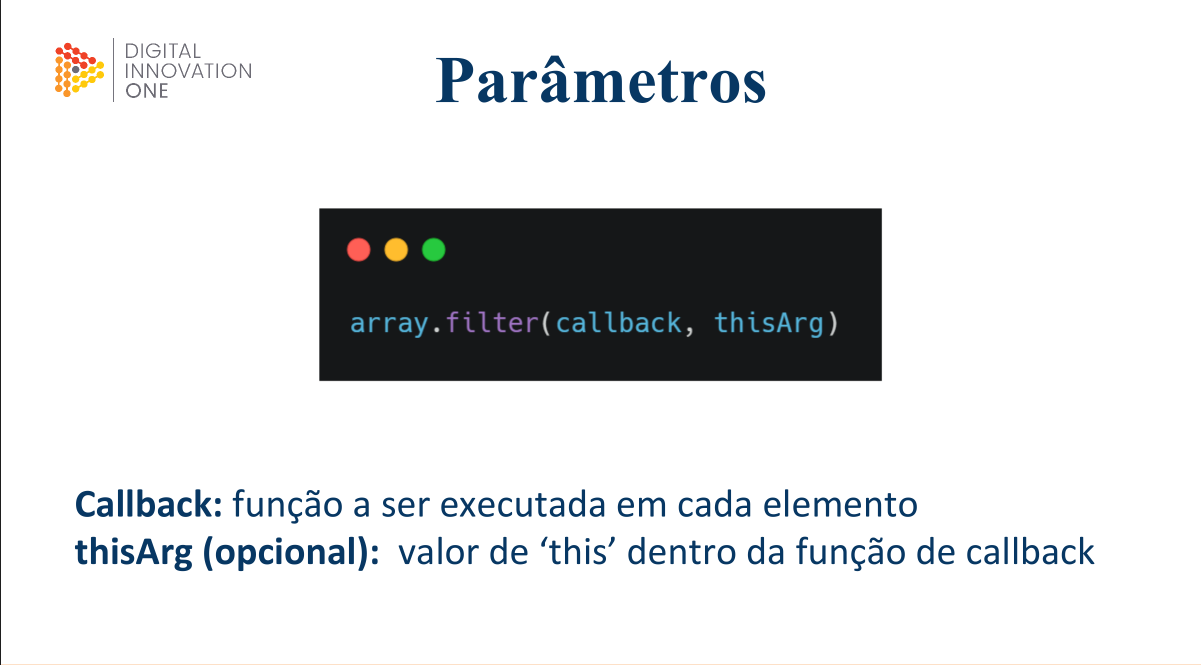 DIGITAL
INNOVATION
ONE
Parâmetros
array.filter(callback, thisArg)
Callback: função a ser executada em cada elemento
thisArg (opcional):  valor de ‘this’ dentro da função de callback